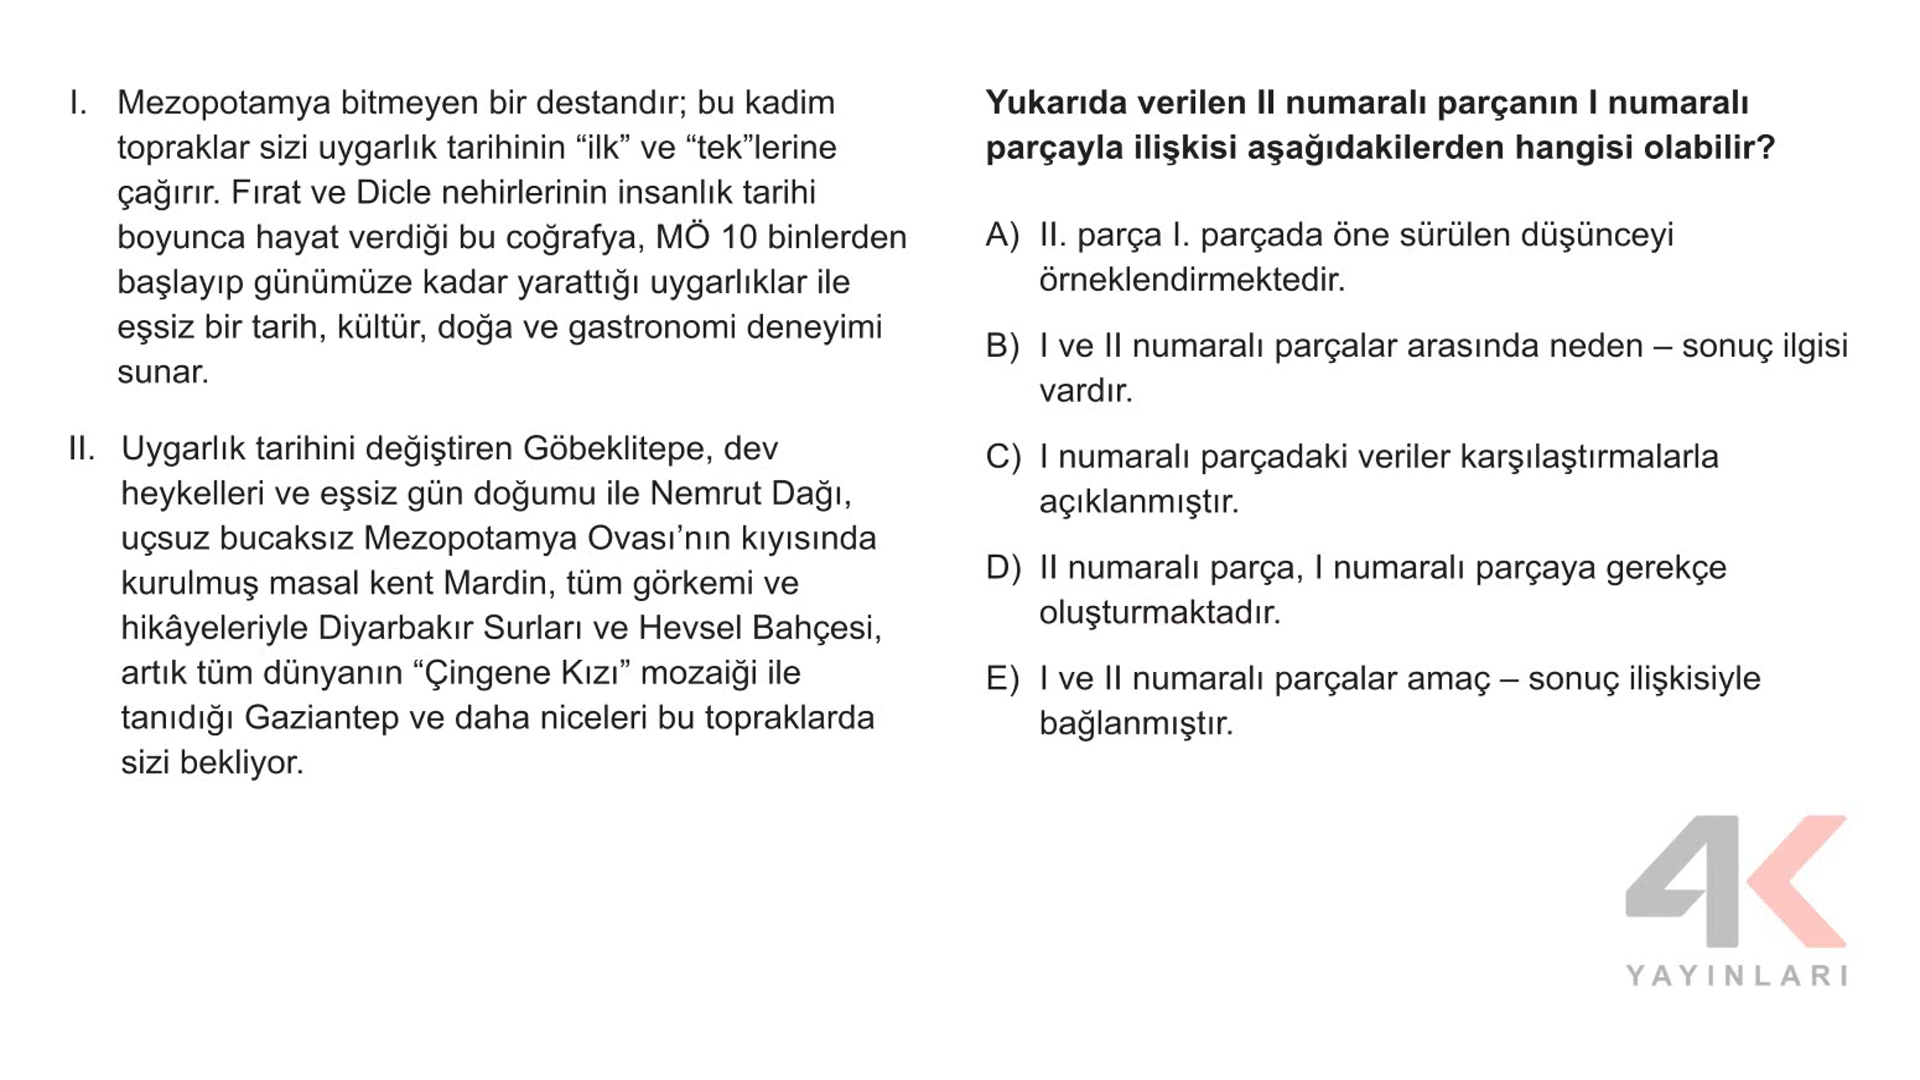 I. Mezopotamya bitmeyen bir destandır; bu kadim
topraklar sizi uygarlık tarihinin “ilk” ve “tek”lerine
çağırır. Fırat ve Dicle nehirlerinin insanlık tarihi
boyunca hayat verdiği bu coğrafya, MÖ 10 binlerden
başlayıp günümüze kadar yarattığı uygarlıklar ile
eşsiz bir tarih, kültür, doğa ve gastronomi deneyimi
sunar.
II. Uygarlık tarihini değiştiren Göbeklitepe, dev
heykelleri ve eşsiz gün doğumu ile Nemrut Dağı,
uçsuz bucaksız Mezopotamya Ovası’nın kıyısında
kurulmuş masal kent Mardin, tüm görkemi ve
hikâyeleriyle Diyarbakır Surları ve Hevsel Bahçesi,
artık tüm dünyanın “Çingene Kızı” mozaiği ile
tanıdığı Gaziantep ve daha niceleri bu topraklarda
sizi bekliyor.
Yukarıda verilen II numaralı parçanın I numaralı
parçayla ilişkisi aşağıdakilerden hangisi olabilir?
A) II. parça I. parçada öne sürülen düşünceyi
örneklendirmektedir.
B) I ve II numaralı parçalar arasında neden – sonuç ilgisi
vardır.
C) I numaralı parçadaki veriler karşılaştırmalarla
açıklanmıştır.
D) II numaralı parça, I numaralı parçaya gerekçe
oluşturmaktadır.
E) I ve II numaralı parçalar amaç – sonuç ilişkisiyle
bağlanmıştır.
4K
YAYINLARI